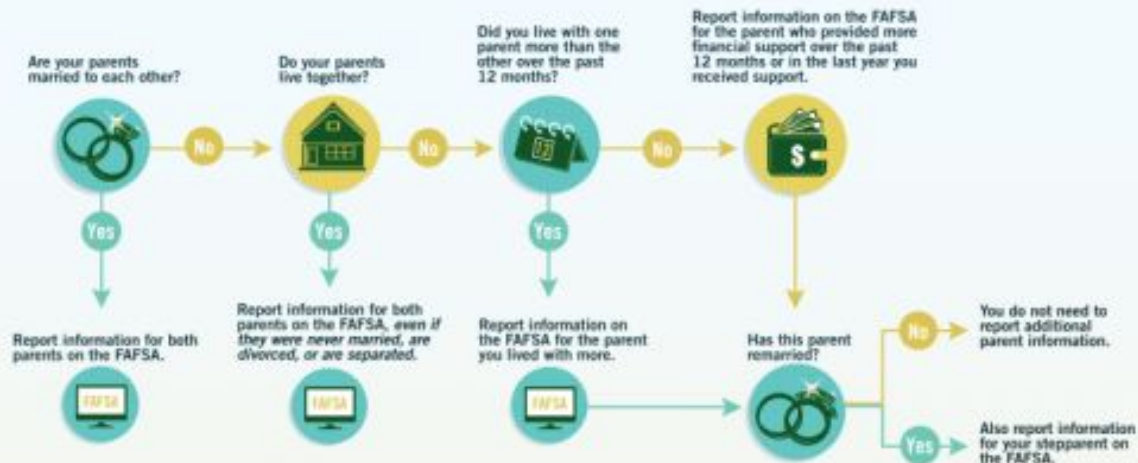 Are your parents
married to each other?
Do your parents
live together?
Did you live with one
parent more than the
other over the past
12 months?
Report information on the FAFSA
for the parent who provided more
financial support over the past
12 months or in the last year you
received support.
No
No
12
No
$
Yes
Yes
Yes
Report information for both
parents on the FAFSA.
FAFSA
Report information for both
parents on the FAFSA, even if
they were never married, are
divorced, or are separated.
FAFSA
Report information on
the FAFSA for the parent
you lived with more.
FAFSA
Has this parent
remarried?
No
You do not need to
report additional
parent information.
Yes
Also report information
for your stepparent on
the FAFSA.